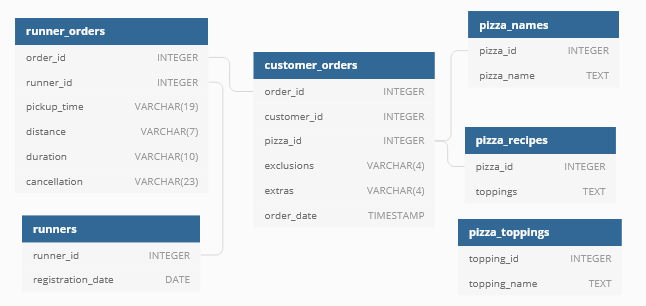 runner_orders
order_id INTEGER
runner_id INTEGER
pickup_time VARCHAR(19)
distance VARCHAR(7)
duration VARCHAR(10)
cancellation VARCHAR(23)
runners
runner_id INTEGER
registration_date DATE
customer_orders
order_id INTEGER
customer_id INTEGER
pizza_id INTEGER
exclusions VARCHAR(4)
extras VARCHAR(4)
order_date TIMESTAMP
pizza_names
pizza_id INTEGER
pizza_name TEXT
pizza_recipes
pizza_id INTEGER
toppings TEXT
pizza_toppings
topping_id INTEGER
topping_name TEXT